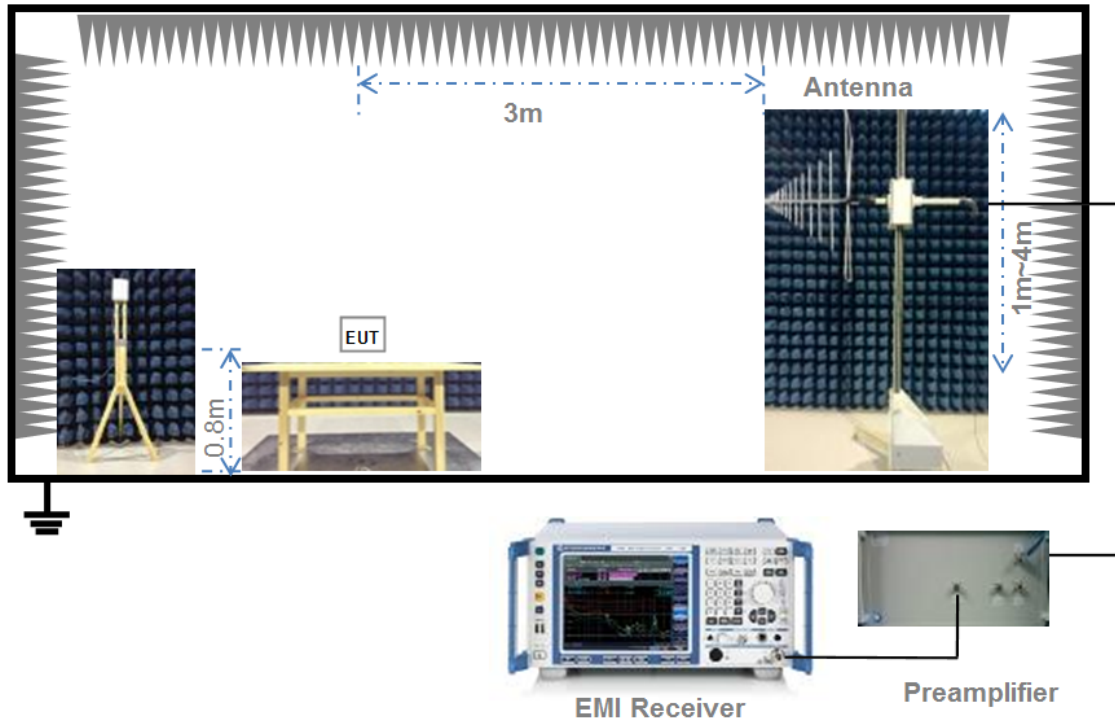 Antenna
3m
1m~4m
EUT
0.8m
EMI Receiver
Preamplifier